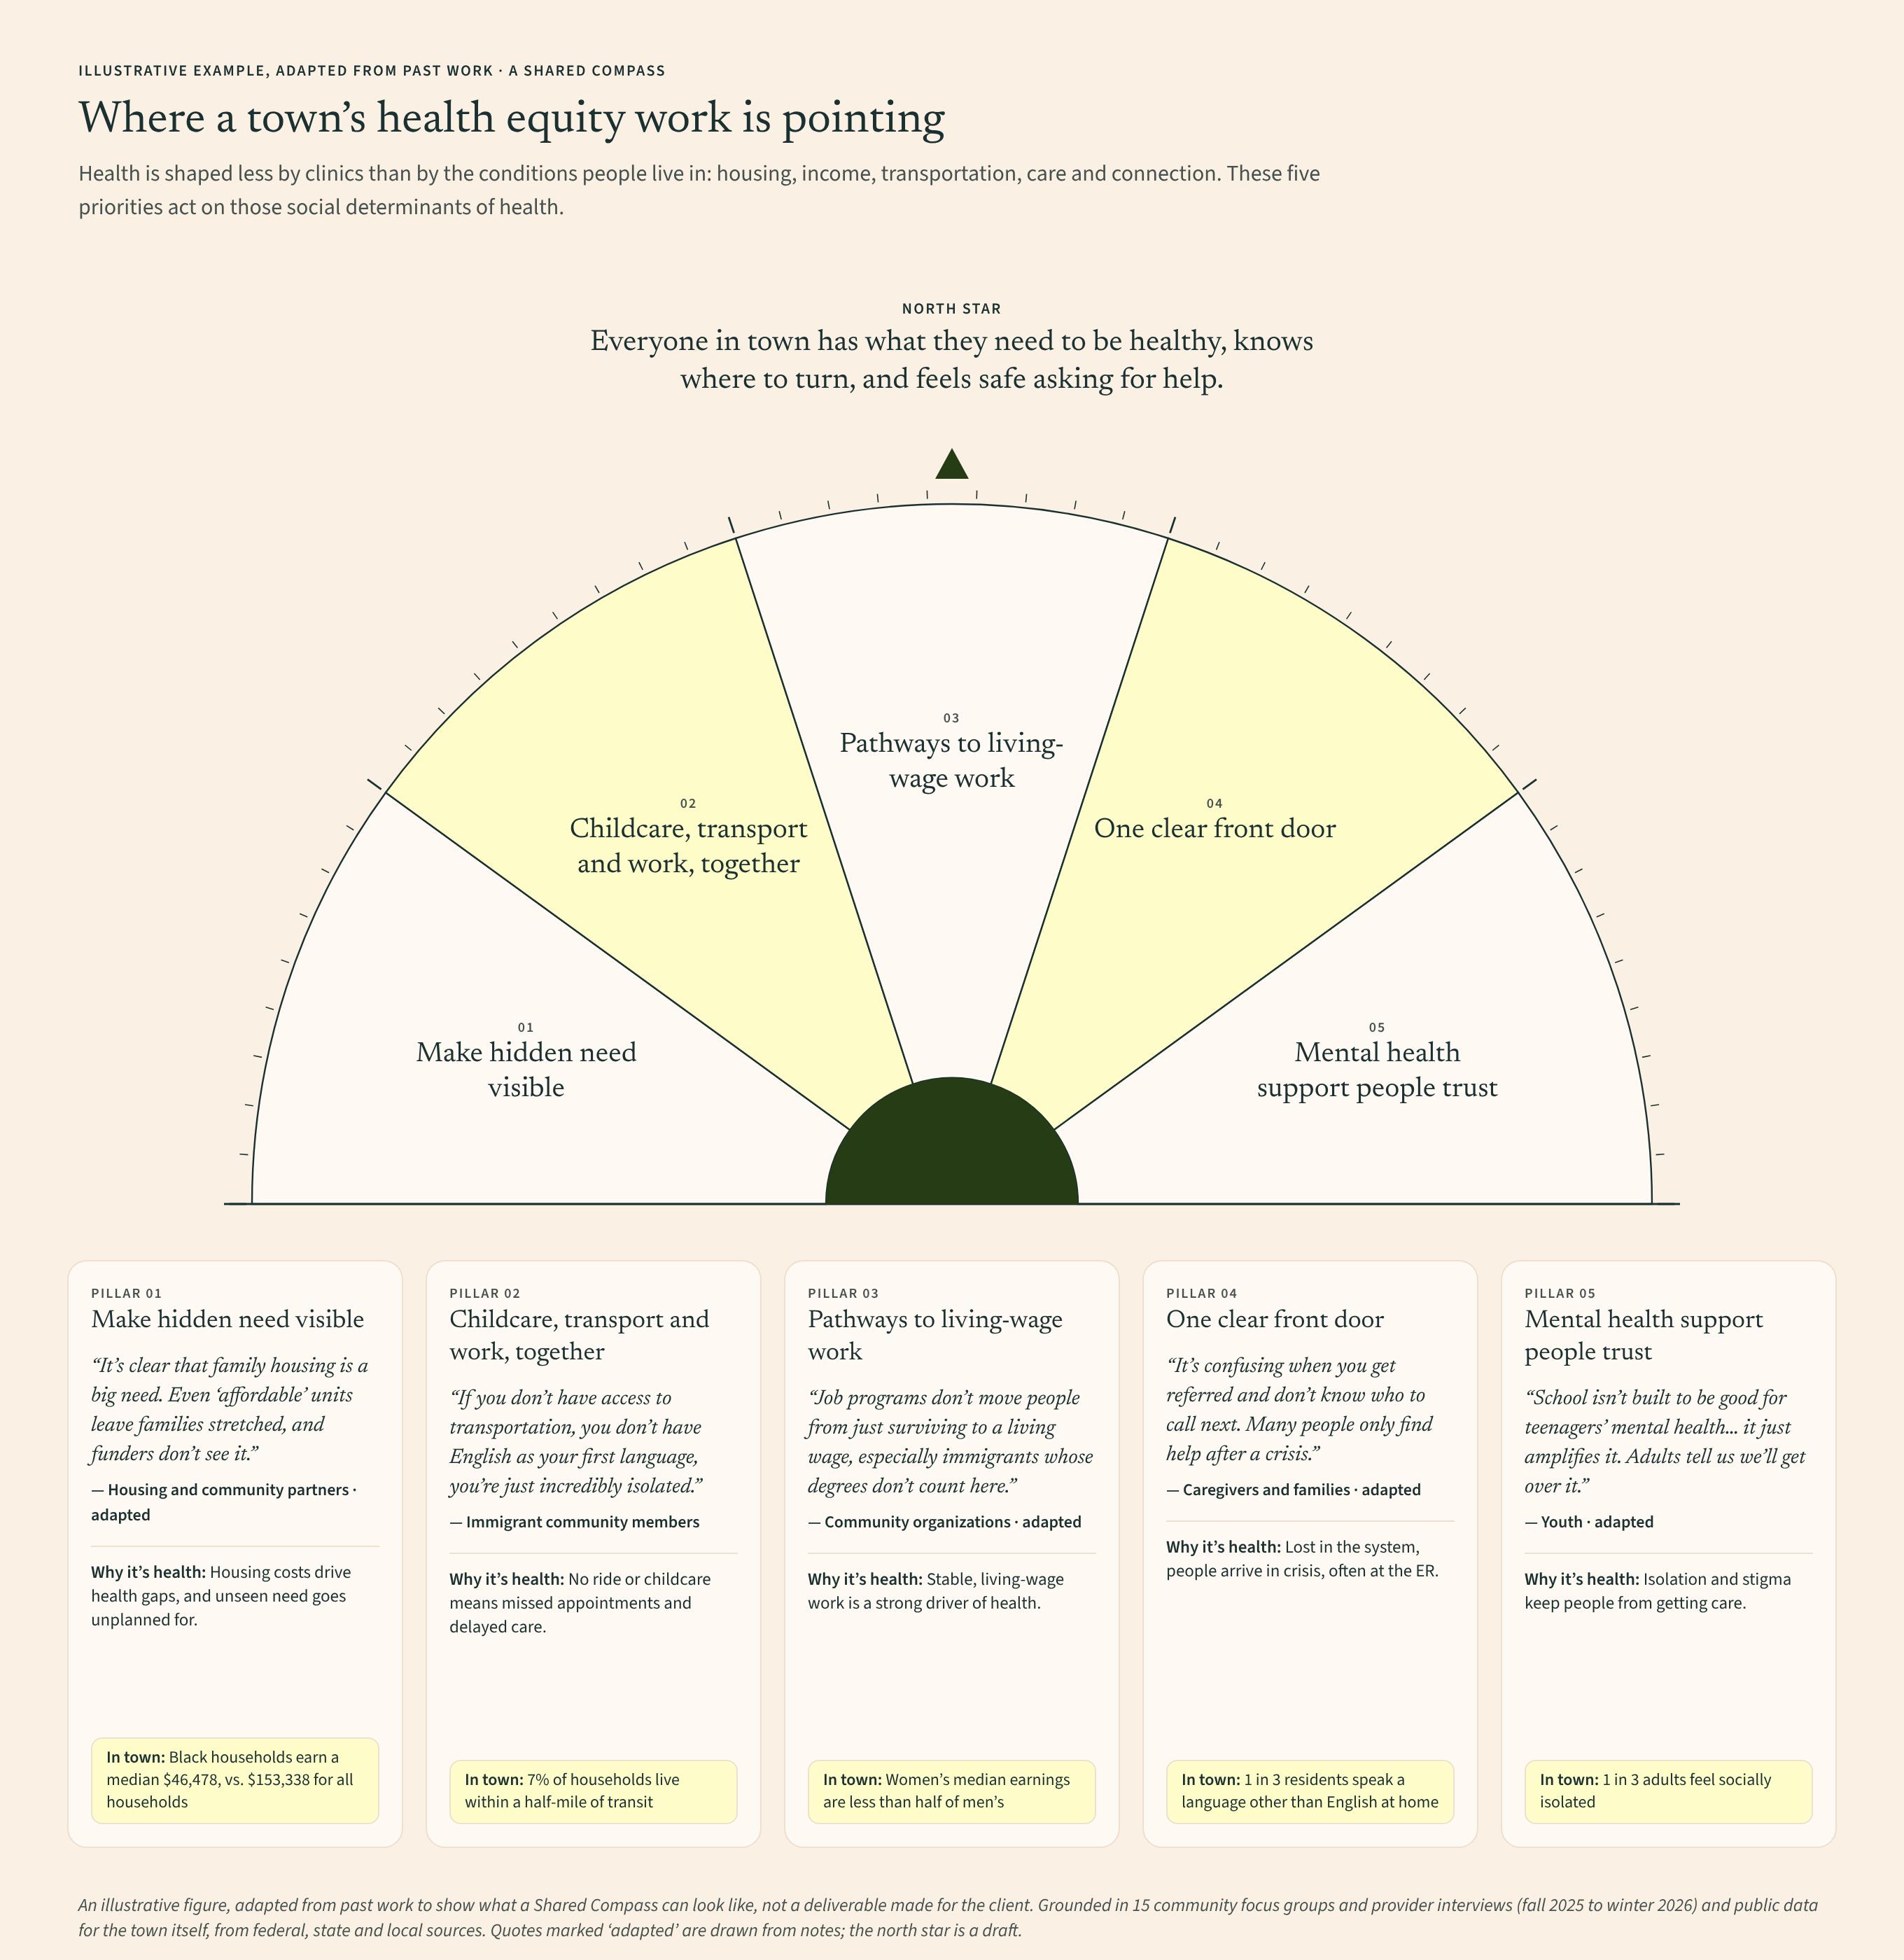 ILLUSTRATIVE EXAMPLE, ADAPTED FROM PAST WORK · A SHARED COMPASS
Where a town’s health equity work is pointing
Health is shaped less by clinics than by the conditions people live in: housing, income, transportation, care and connection. These five
priorities act on those social determinants of health.
NORTH STAR
Everyone in town has what they need to be healthy, knows
where to turn, and feels safe asking for help.
01
Make hidden need
visible
02
Childcare, transport
and work, together
03
Pathways to living-
wage work
04
One clear front door
05
Mental health
support people trust
PILLAR 01
Make hidden need visible
“It’s clear that family housing is a
big need. Even ‘affordable’ units
leave families stretched, and
funders don’t see it.”
— Housing and community partners ·
adapted
Why it’s health: Housing costs drive
health gaps, and unseen need goes
unplanned for.
In town: Black households earn a
median $46,478, vs. $153,338 for all
households
PILLAR 02
Childcare, transport and
work, together
“If you don’t have access to
transportation, you don’t have
English as your first language,
you’re just incredibly isolated.”
— Immigrant community members
Why it’s health: No ride or childcare
means missed appointments and
delayed care.
In town: 7% of households live
within a half-mile of transit
PILLAR 03
Pathways to living-wage
work
“Job programs don’t move people
from just surviving to a living
wage, especially immigrants whose
degrees don’t count here.”
— Community organizations · adapted
Why it’s health: Stable, living-wage
work is a strong driver of health.
In town: Women’s median earnings
are less than half of men’s
PILLAR 04
One clear front door
“It’s confusing when you get
referred and don’t know who to
call next. Many people only find
help after a crisis.”
— Caregivers and families · adapted
Why it’s health: Lost in the system,
people arrive in crisis, often at the ER.
In town: 1 in 3 residents speak a
language other than English at home
PILLAR 05
Mental health support
people trust
“School isn’t built to be good for
teenagers’ mental health... it just
amplifies it. Adults tell us we’ll get
over it.”
— Youth · adapted
Why it’s health: Isolation and stigma
keep people from getting care.
In town: 1 in 3 adults feel socially
isolated
An illustrative figure, adapted from past work to show what a Shared Compass can look like, not a deliverable made for the client. Grounded in 15 community focus groups and provider interviews (fall 2025 to winter 2026) and public data
for the town itself, from federal, state and local sources. Quotes marked ‘adapted’ are drawn from notes; the north star is a draft.